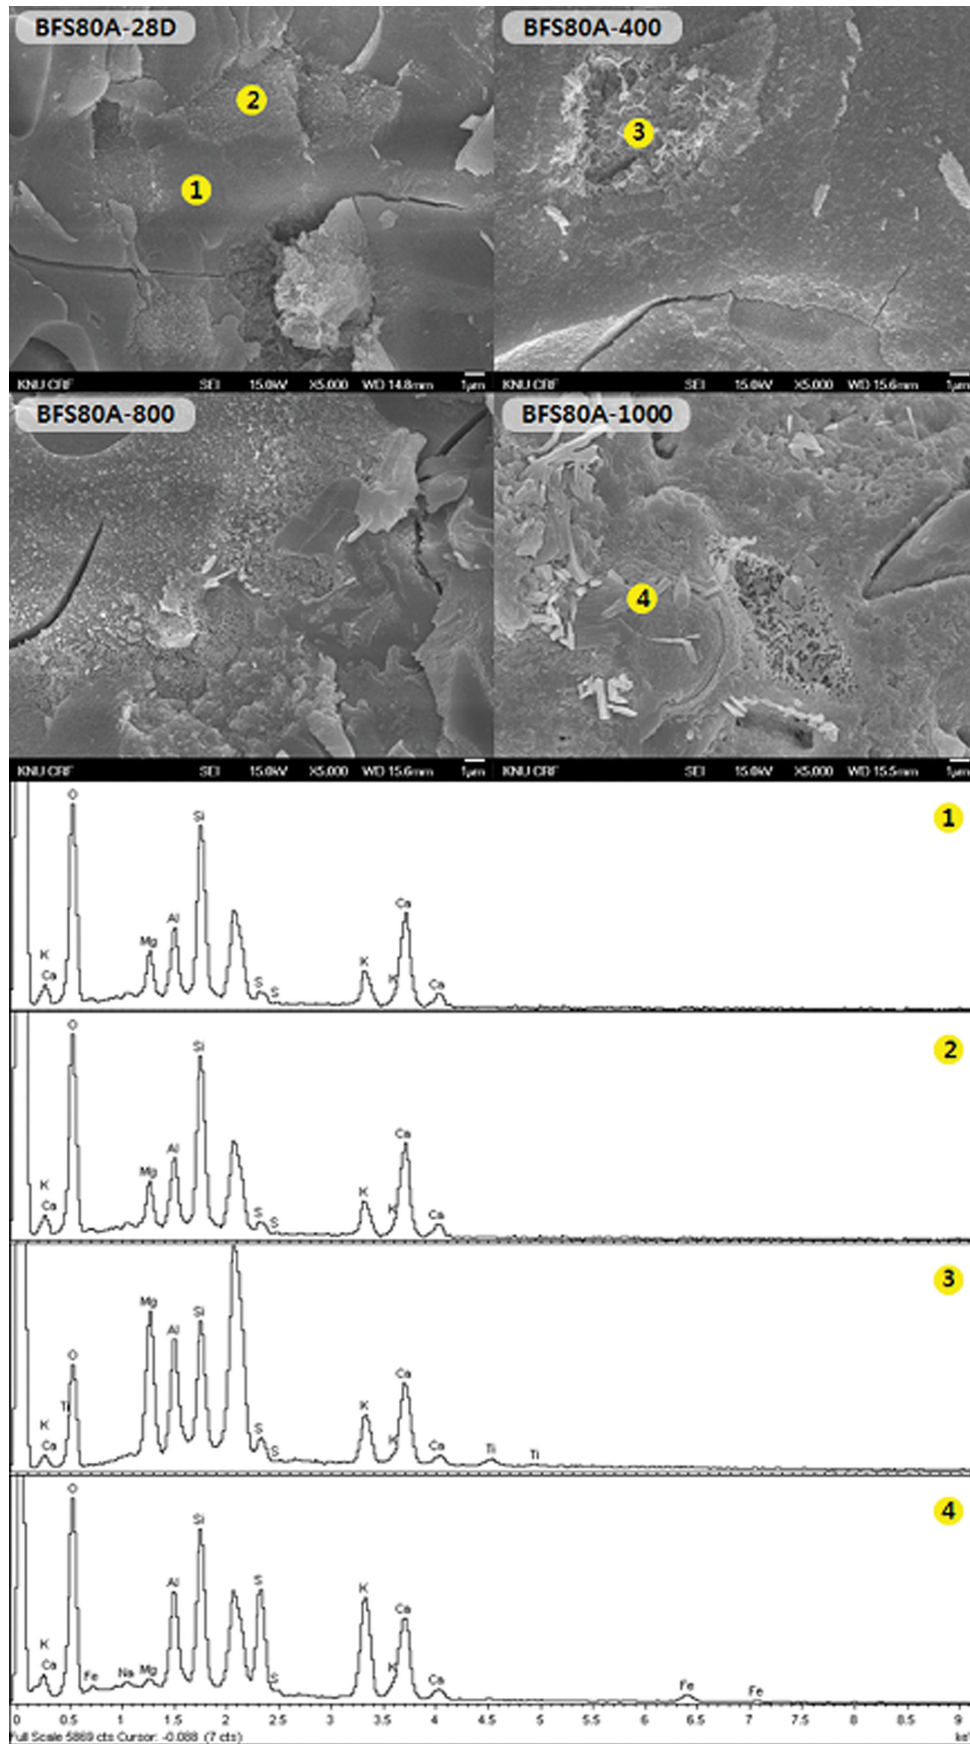 BFS80A-28D
BFS80A-400
2
3
1
KNU CRF SEI 15.0kV X5,000 WD 14.8mm 1μm
KNU CRF SEI 15.0kV X5,000 WD 15.6mm 1μm
BFS80A-800
BFS80A-1000
4
KNU CRF SEI 15.0kV X5,000 WD 15.6mm 1μm
KNU CRF SEI 15.0kV X5,000 WD 15.5mm 1μm
O
1
Si
Ca
Al
K
Mg
K
K
Ca
S
S
Ca
O
2
Si
Ca
Al
K
Mg
K
Ca
S
S
K
Ca
3
Mg
Si
Al
O
Ca
Ti
K
K
S
S
K
Ca
Ca
Ti
Ti
O
4
Si
Al
S
K
Ca
K
Ca
Fe
Na
Mg
S
K
Ca
Fe
Fe
0 0.5 1 1.5 2 2.5 3 3.5 4 4.5 5 5.5 6 6.5 7 7.5 8 8.5 9
Full Scale 5869 cts Cursor: -0.088 (7 cts)